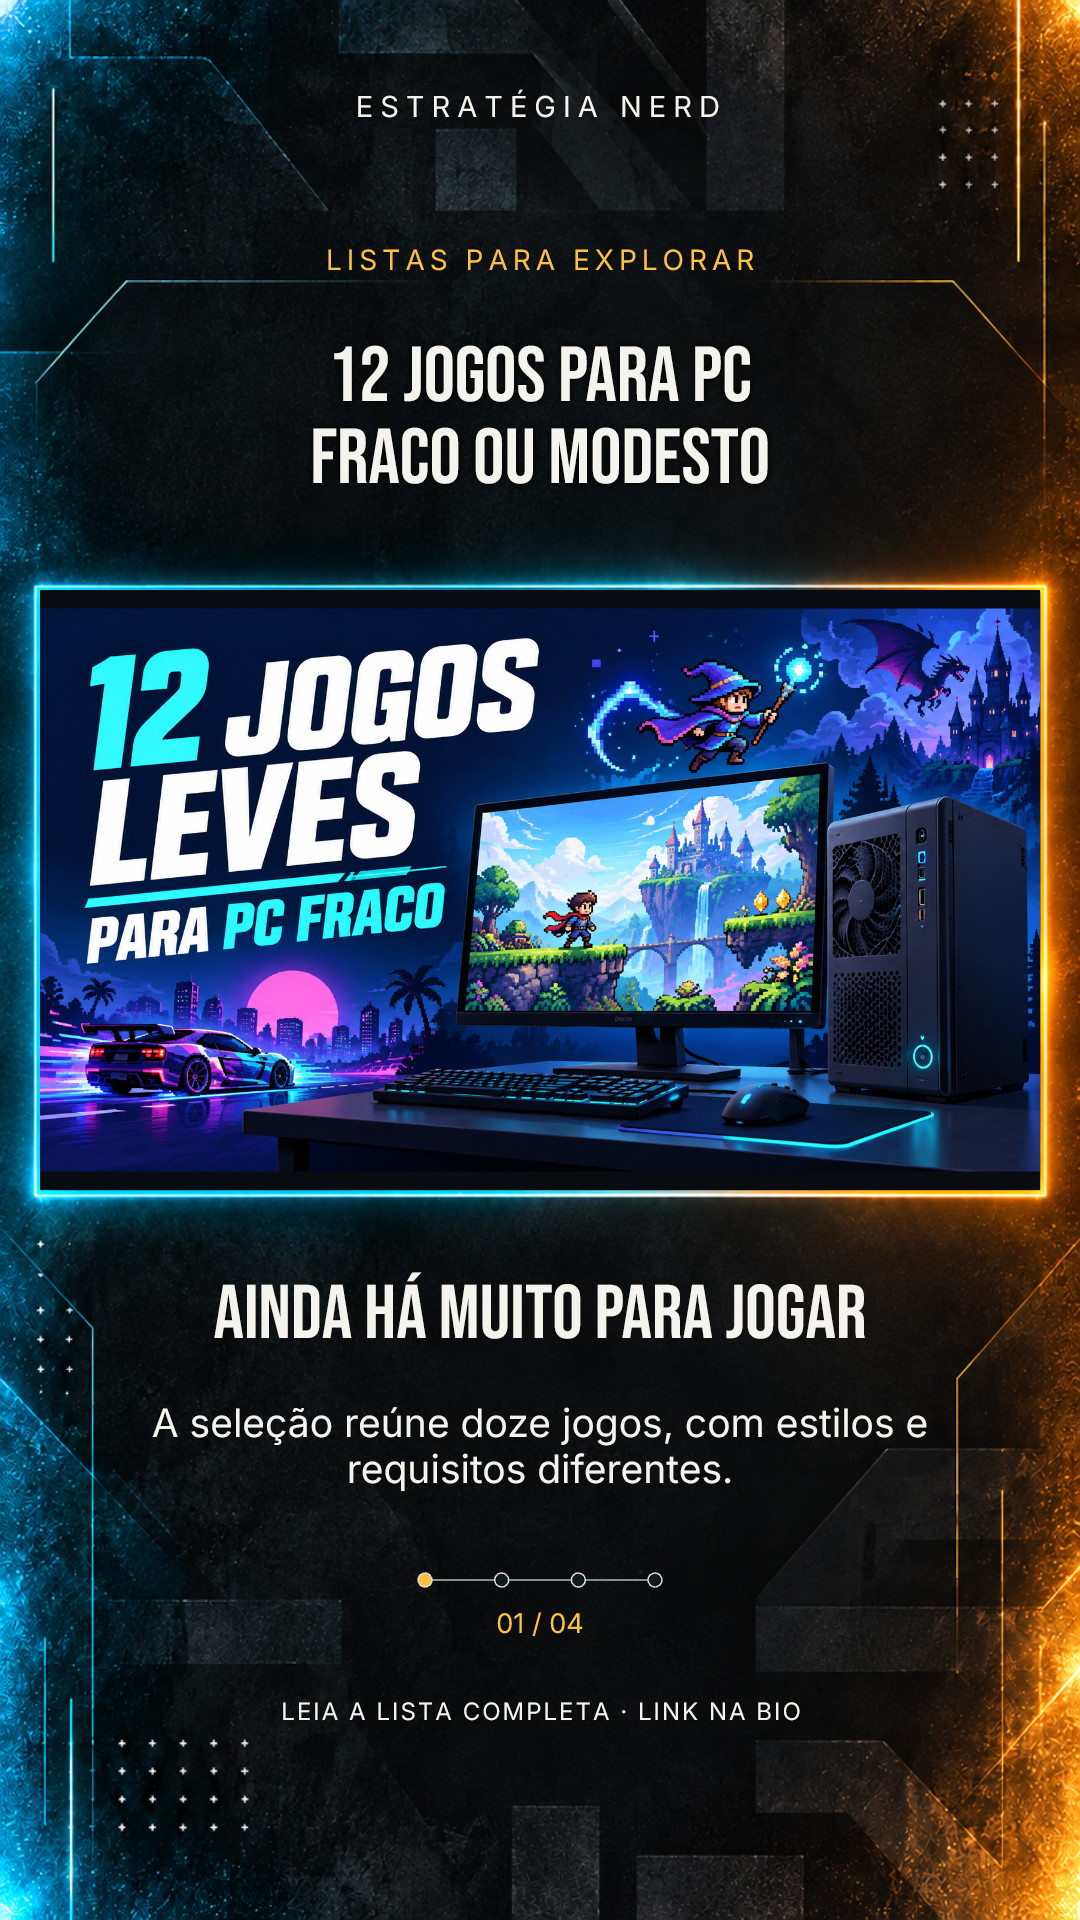 ESTRATÉGIA NERD
LISTAS PARA EXPLORAR
12 JOGOS PARA PC
FRACO OU MODESTO
12 JOGOS
LEVES
PARA PC FRACO
AINDA HÁ MUITO PARA JOGAR
A seleção reúne doze jogos, com estilos e
requisitos diferentes.
01 / 04
LEIA A LISTA COMPLETA · LINK NA BIO